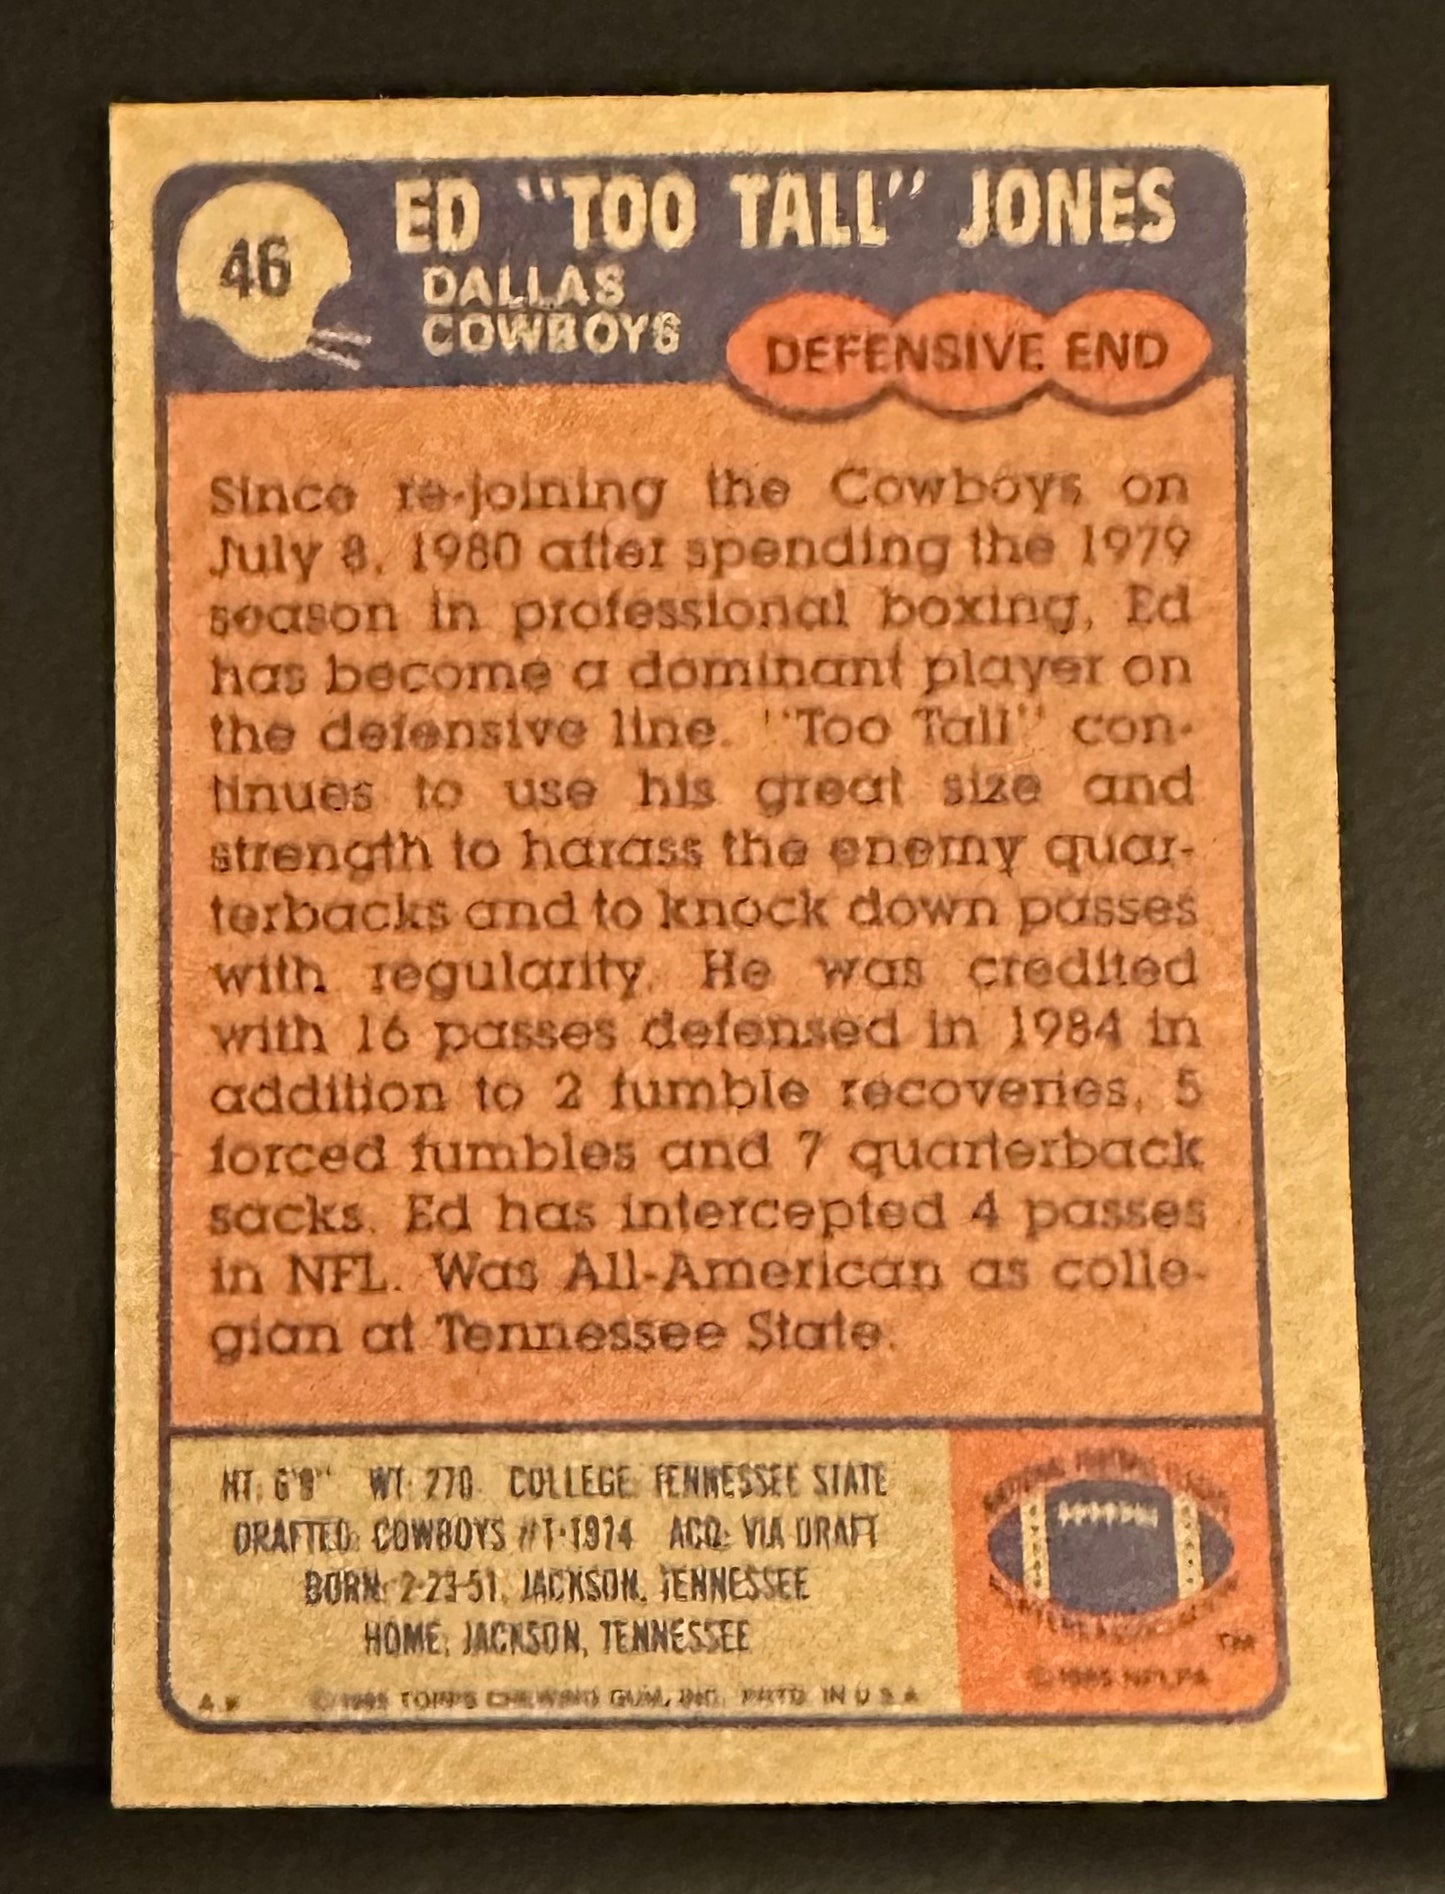 46
ED "TOO TALL" JONES
DALLAS
COWBOYS
DEFENSIVE END
Since re-joining the Cowboys on
July 8, 1980 after spending the 1979
season in professional boxing, Ed
has become a dominant player on
the defensive line. "Too Tall" con-
tinues to use his great size and
strength to harass the enemy quar-
terbacks and to knock down passes
with regularity. He was credited
with 16 passes defensed in 1984 in
addition to 2 fumble recoveries, 5
forced fumbles and 7 quarterback
sacks. Ed has intercepted 4 passes
in NFL. Was All-American as colle-
gian at Tennessee State.
HT: 6'9" WT: 270 COLLEGE: TENNESSEE STATE
DRAFTED: COWBOYS #1-1974 ACQ: VIA DRAFT
BORN: 2-23-51, JACKSON, TENNESSEE
HOME: JACKSON, TENNESSEE
© 1985 TOPPS CHEWING GUM, INC. PRTD. IN U.S.A.
NATIONAL FOOTBALL LEAGUE
PLAYERS ASSOCIATION
TM
© 1985 NFLPA